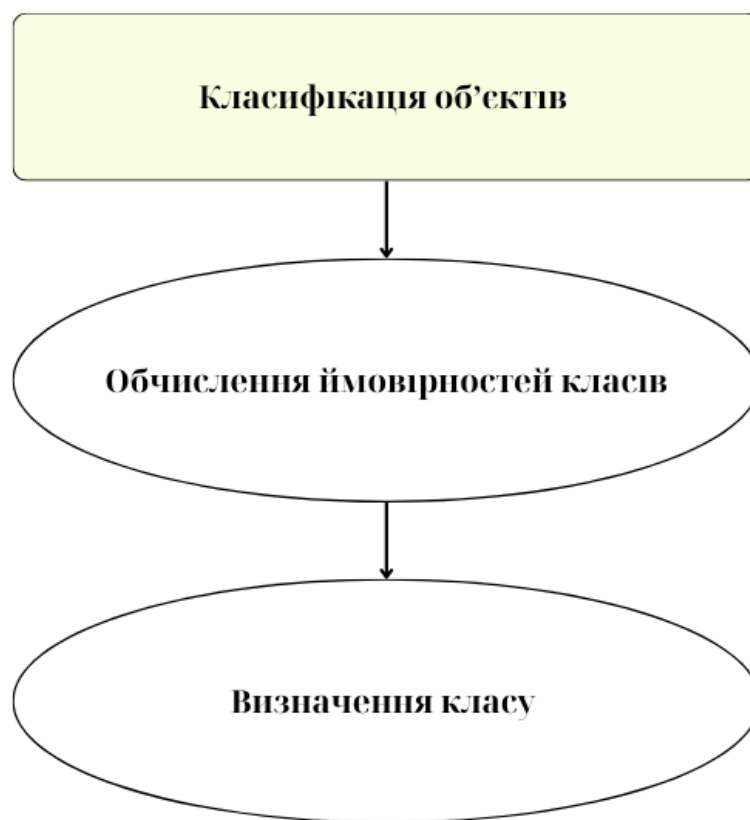 Класифікація об’єктів
Обчислення ймовірностей класів
Визначення класу